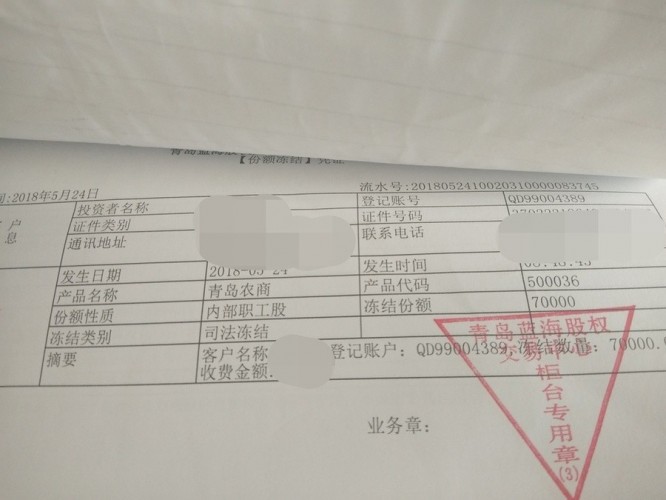 【份额冻结】凭证
间:2018年5月24日
流水号:20180524100203100000083745
户 息
投资者名称
登记账号 QD99004389
证件类别
证件号码
通讯地址
联系电话
发生日期 2018-05-24 发生时间
产品名称 青岛农商 产品代码 500036
份额性质 内部职工股 冻结份额 70000
冻结类别 司法冻结
摘要 客户名称 登记账户: QD99004389,冻结数量: 70000.0
收费金额.
业务章:
青岛蓝海股权
交易中心
柜台专用章
(3)